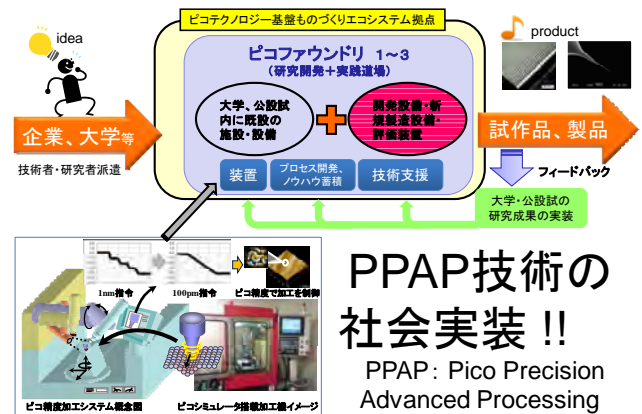 ピコテクノロジー基盤ものづくりエコシステム拠点
idea
product
ピコファウンドリ 1~3
(研究開発+実践道場)
大学、公設試
内に既設の
施設・設備
開発設備・新
規製造設備・
評価装置
企業、大学等
試作品、製品
技術者・研究者派遣
装置
プロセス開発、
ノウハウ蓄積
技術支援
フィードバック
大学・公設試の
研究成果の実装
1nm指令
100pm指令
ピコ精度で加工を制御
ピコ精度加工システム概念図
ピコシミュレータ搭載加工機イメージ
PPAP技術の
社会実装 !!
PPAP: Pico Precision
Advanced Processing